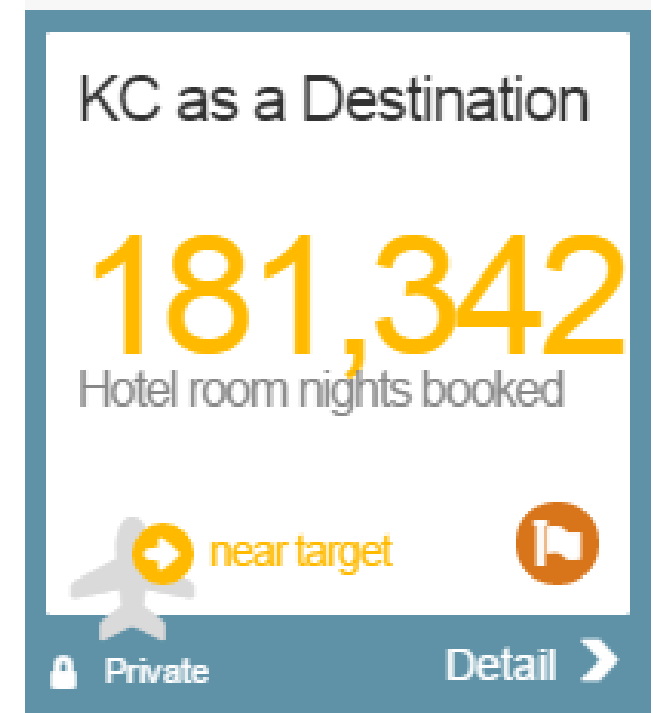 KC as a Destination
181,342
Hotel room nights booked
near target
Private
Detail